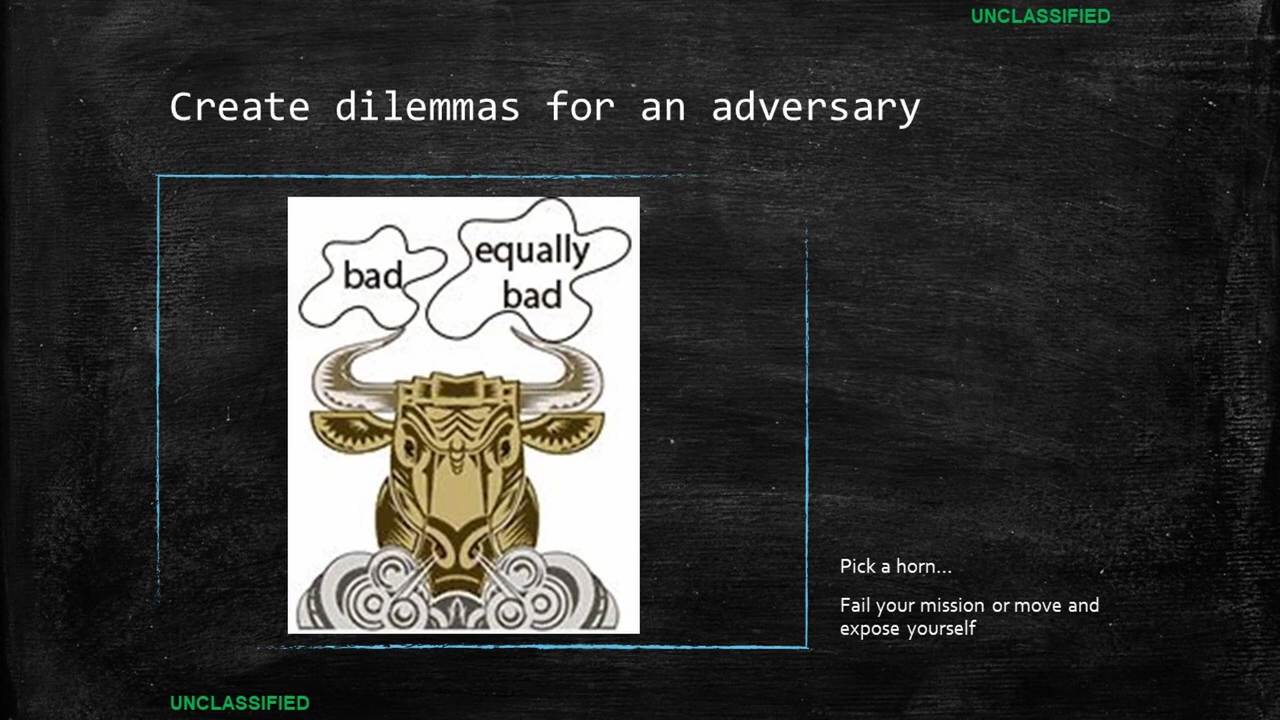 UNCLASSIFIED
Create dilemmas for an adversary
bad
equally
bad
Pick a horn...
Fail your mission or move and
expose yourself
UNCLASSIFIED